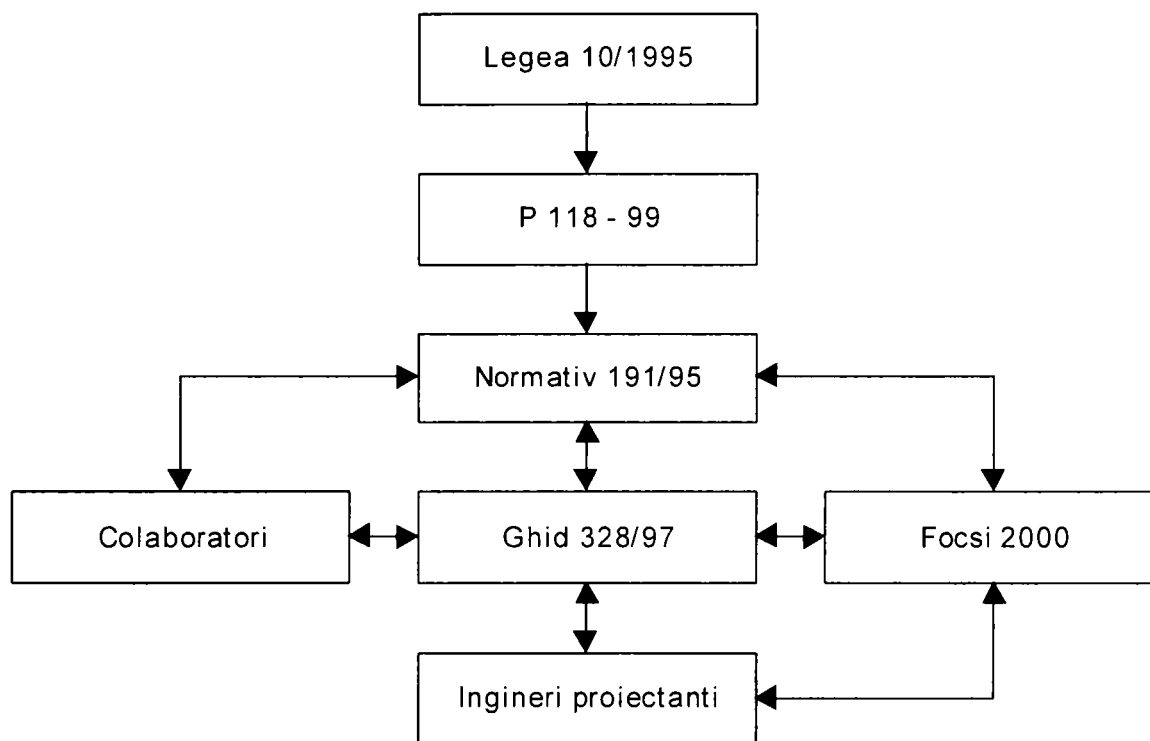 Legea 10/1995
P 118 - 99
Normativ 191/95
Colaboratori
Ghid 328/97
Focsi 2000
Ingineri proiectanti